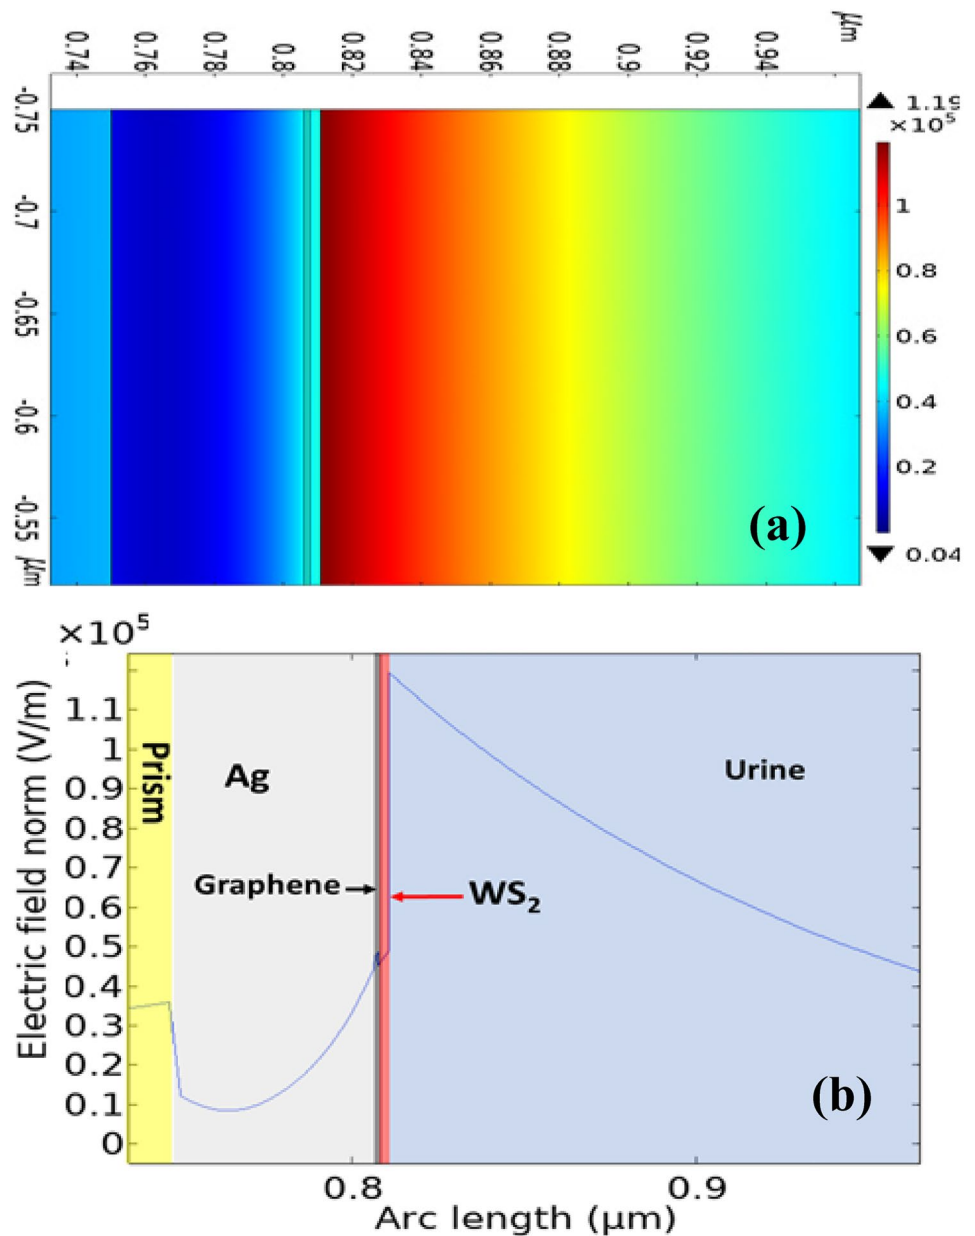 0.74 0.76 0.78 0.8 0.82 0.84 0.86 0.88 0.9 0.92 0.94 μm
-0.75
-0.7
-0.65
-0.6
-0.55
μm
1.19
×10⁵
1
0.8
0.6
0.4
0.2
0.04
(a)
×10⁵
Electric field norm (V/m)
1.1
1
0.9
0.8
0.7
0.6
0.5
0.4
0.3
0.2
0.1
0
Prism
Ag
Graphene
WS₂
Urine
(b)
0.8 0.9
Arc length (μm)